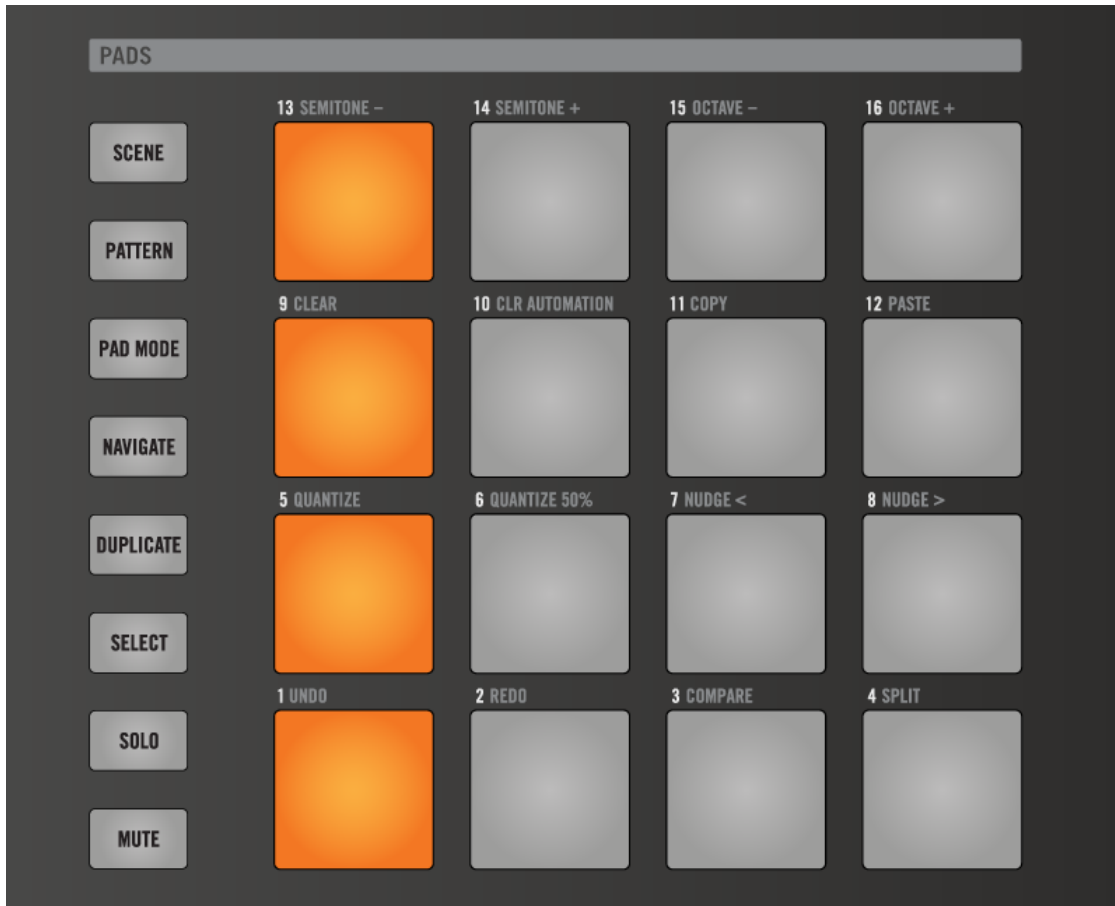 PADS
13 SEMITONE –
14 SEMITONE +
15 OCTAVE –
16 OCTAVE +
SCENE
PATTERN
9 CLEAR
10 CLR AUTOMATION
11 COPY
12 PASTE
PAD MODE
NAVIGATE
5 QUANTIZE
6 QUANTIZE 50%
7 NUDGE <
8 NUDGE >
DUPLICATE
SELECT
1 UNDO
2 REDO
3 COMPARE
4 SPLIT
SOLO
MUTE